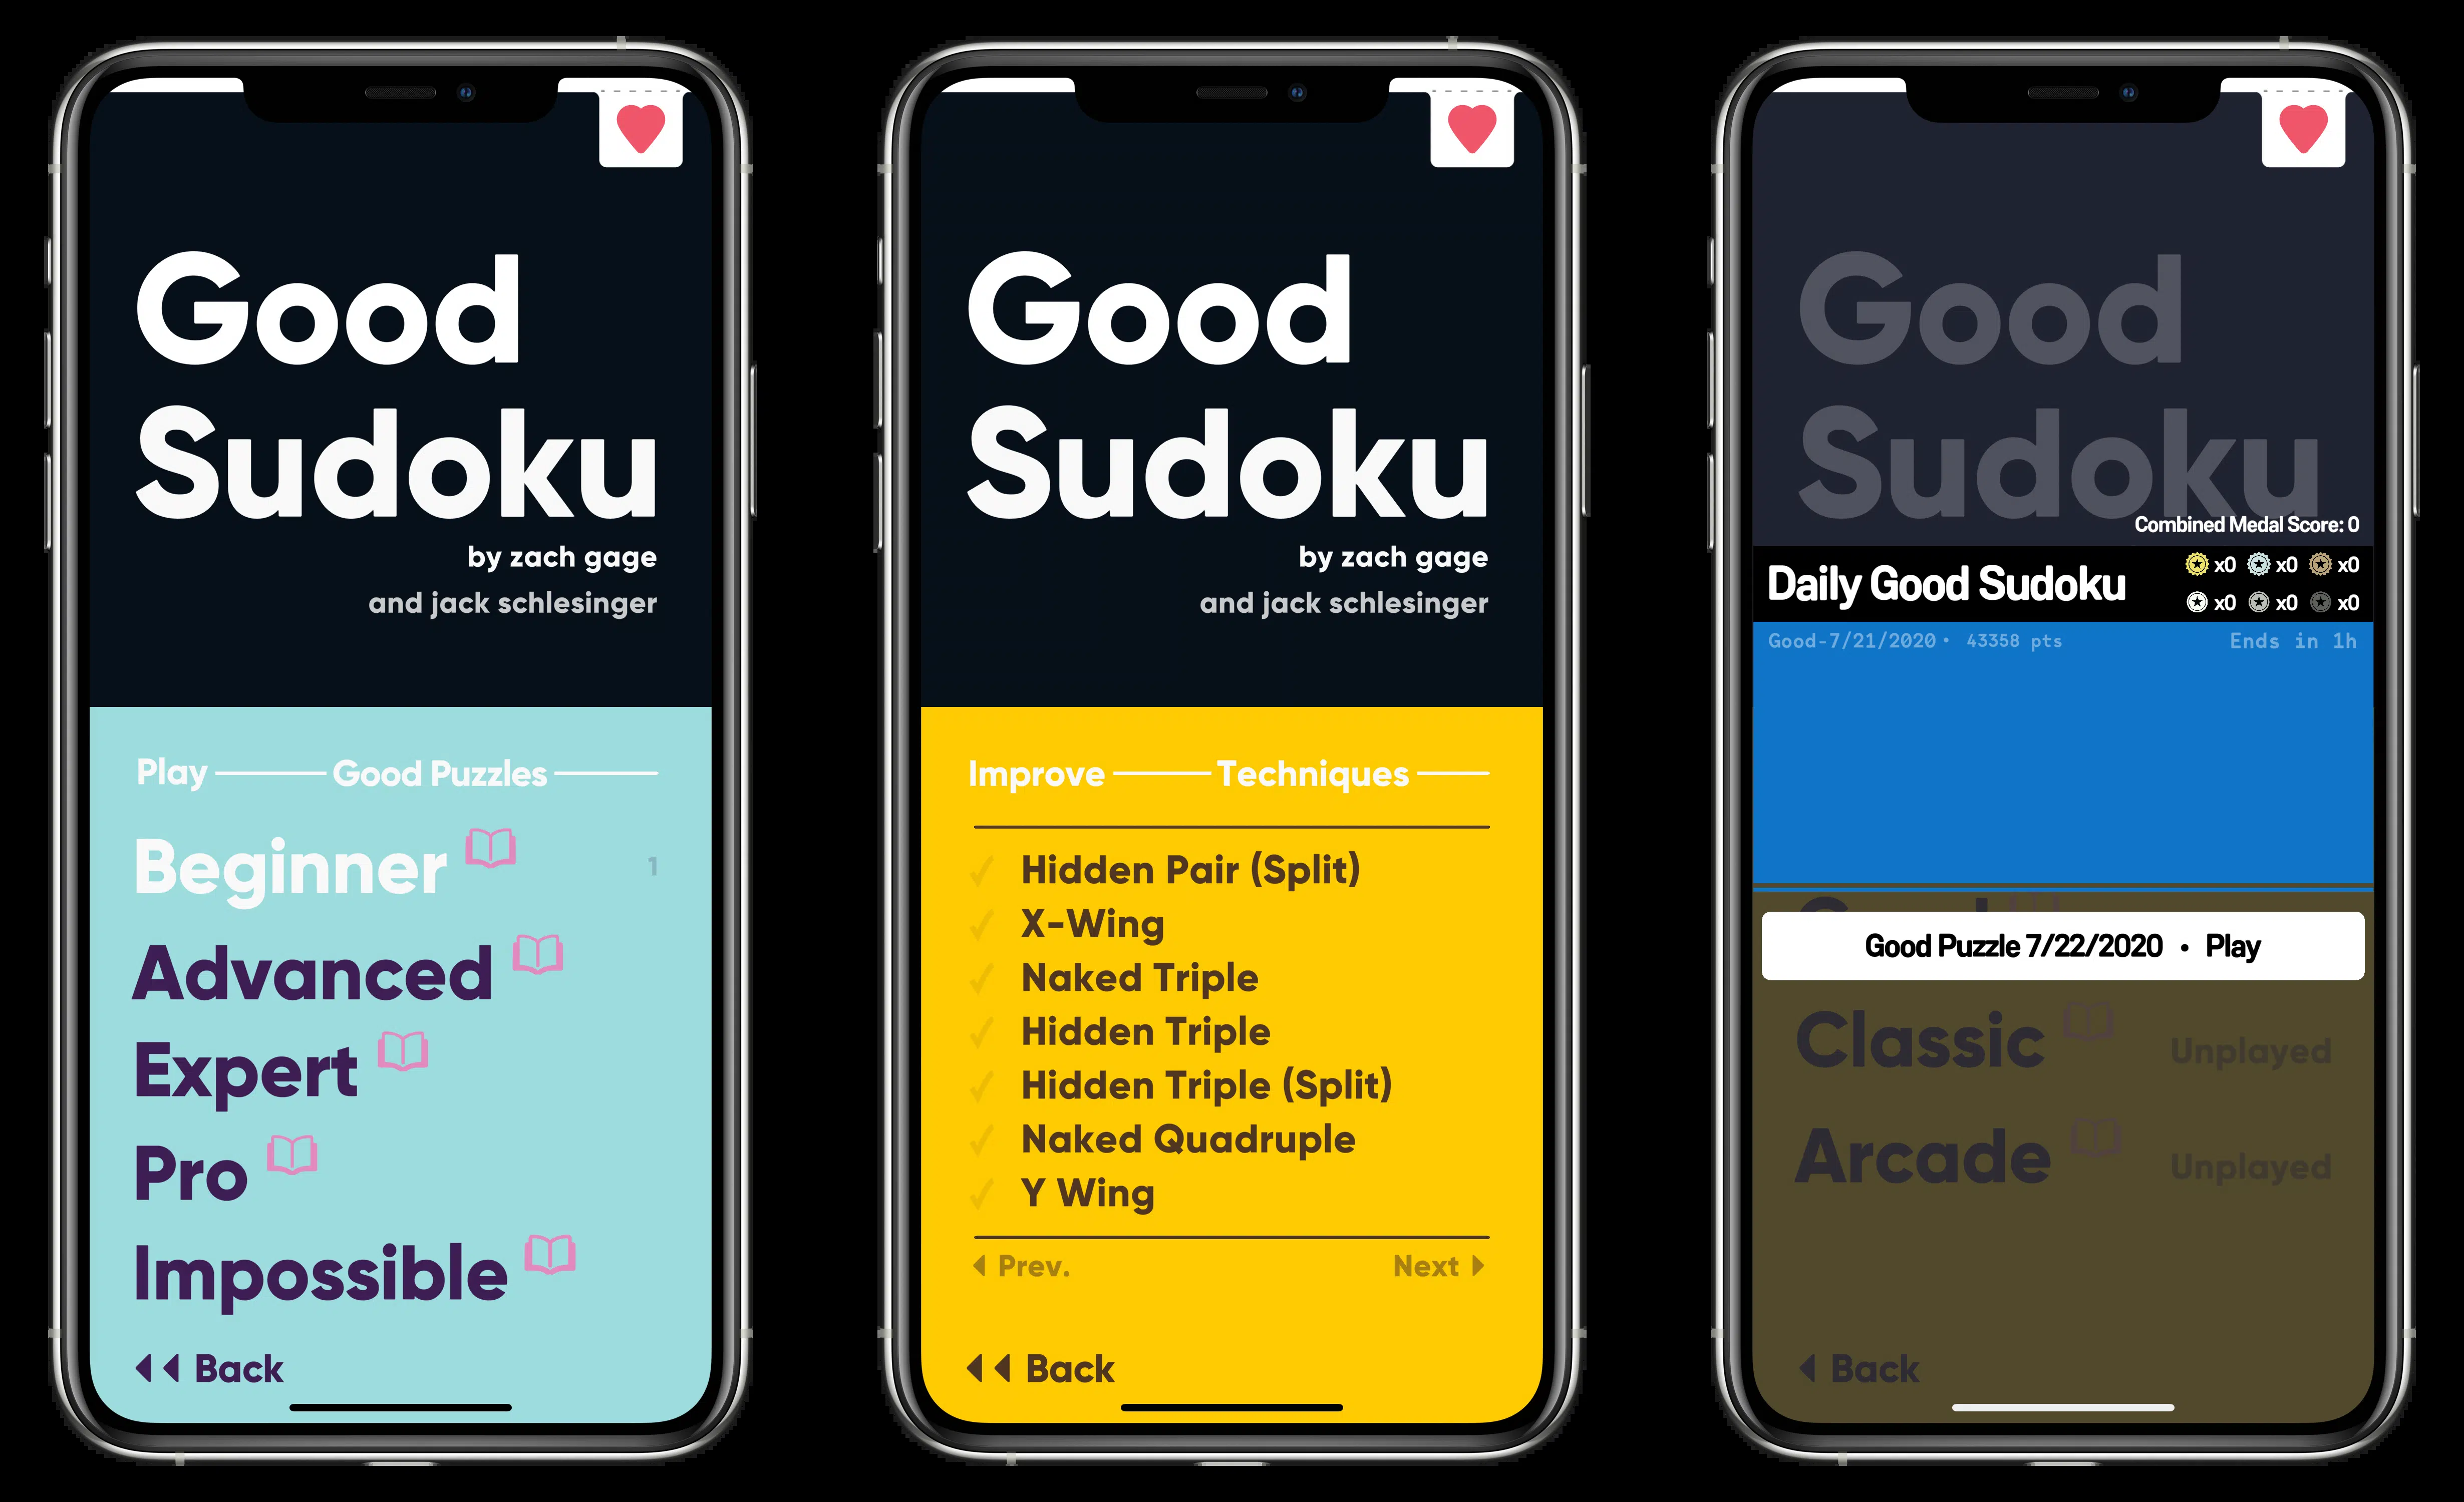 Good
Sudoku
by zach gage
and jack schlesinger
Play Good Puzzles
Beginner 1
Advanced
Expert
Pro
Impossible
Back
Good
Sudoku
by zach gage
and jack schlesinger
Improve Techniques
Hidden Pair (Split)
X-Wing
Naked Triple
Hidden Triple
Hidden Triple (Split)
Naked Quadruple
Y Wing
Prev. Next
Back
Good
Sudoku
Combined Medal Score: 0
Daily Good Sudoku
x0 x0 x0
x0 x0 x0
Good-7/21/2020 • 43358 pts Ends in 1h
Good Puzzle 7/22/2020 • Play
Classic Unplayed
Arcade Unplayed
Back